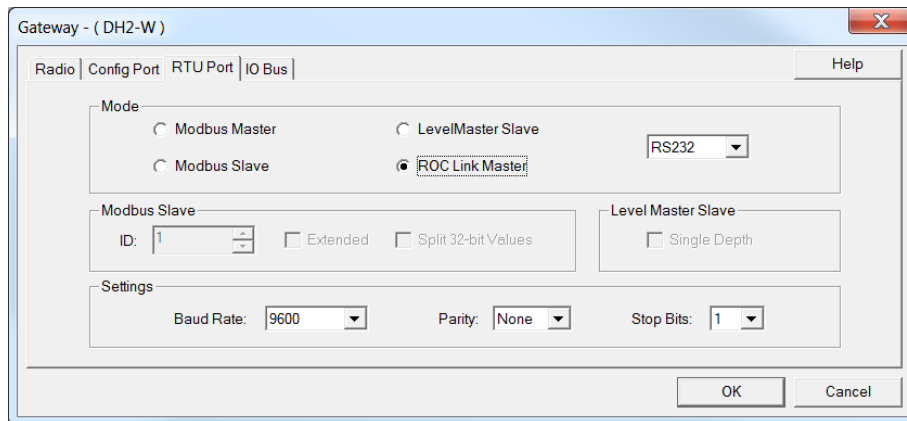 Gateway - ( DH2-W )
Radio Config Port RTU Port IO Bus Help
Mode
Modbus Master LevelMaster Slave
RS232
Modbus Slave ROC Link Master
Modbus Slave Level Master Slave
ID: 1 Extended Split 32-bit Values Single Depth
Settings
Baud Rate: 9600 Parity: None Stop Bits: 1
OK Cancel